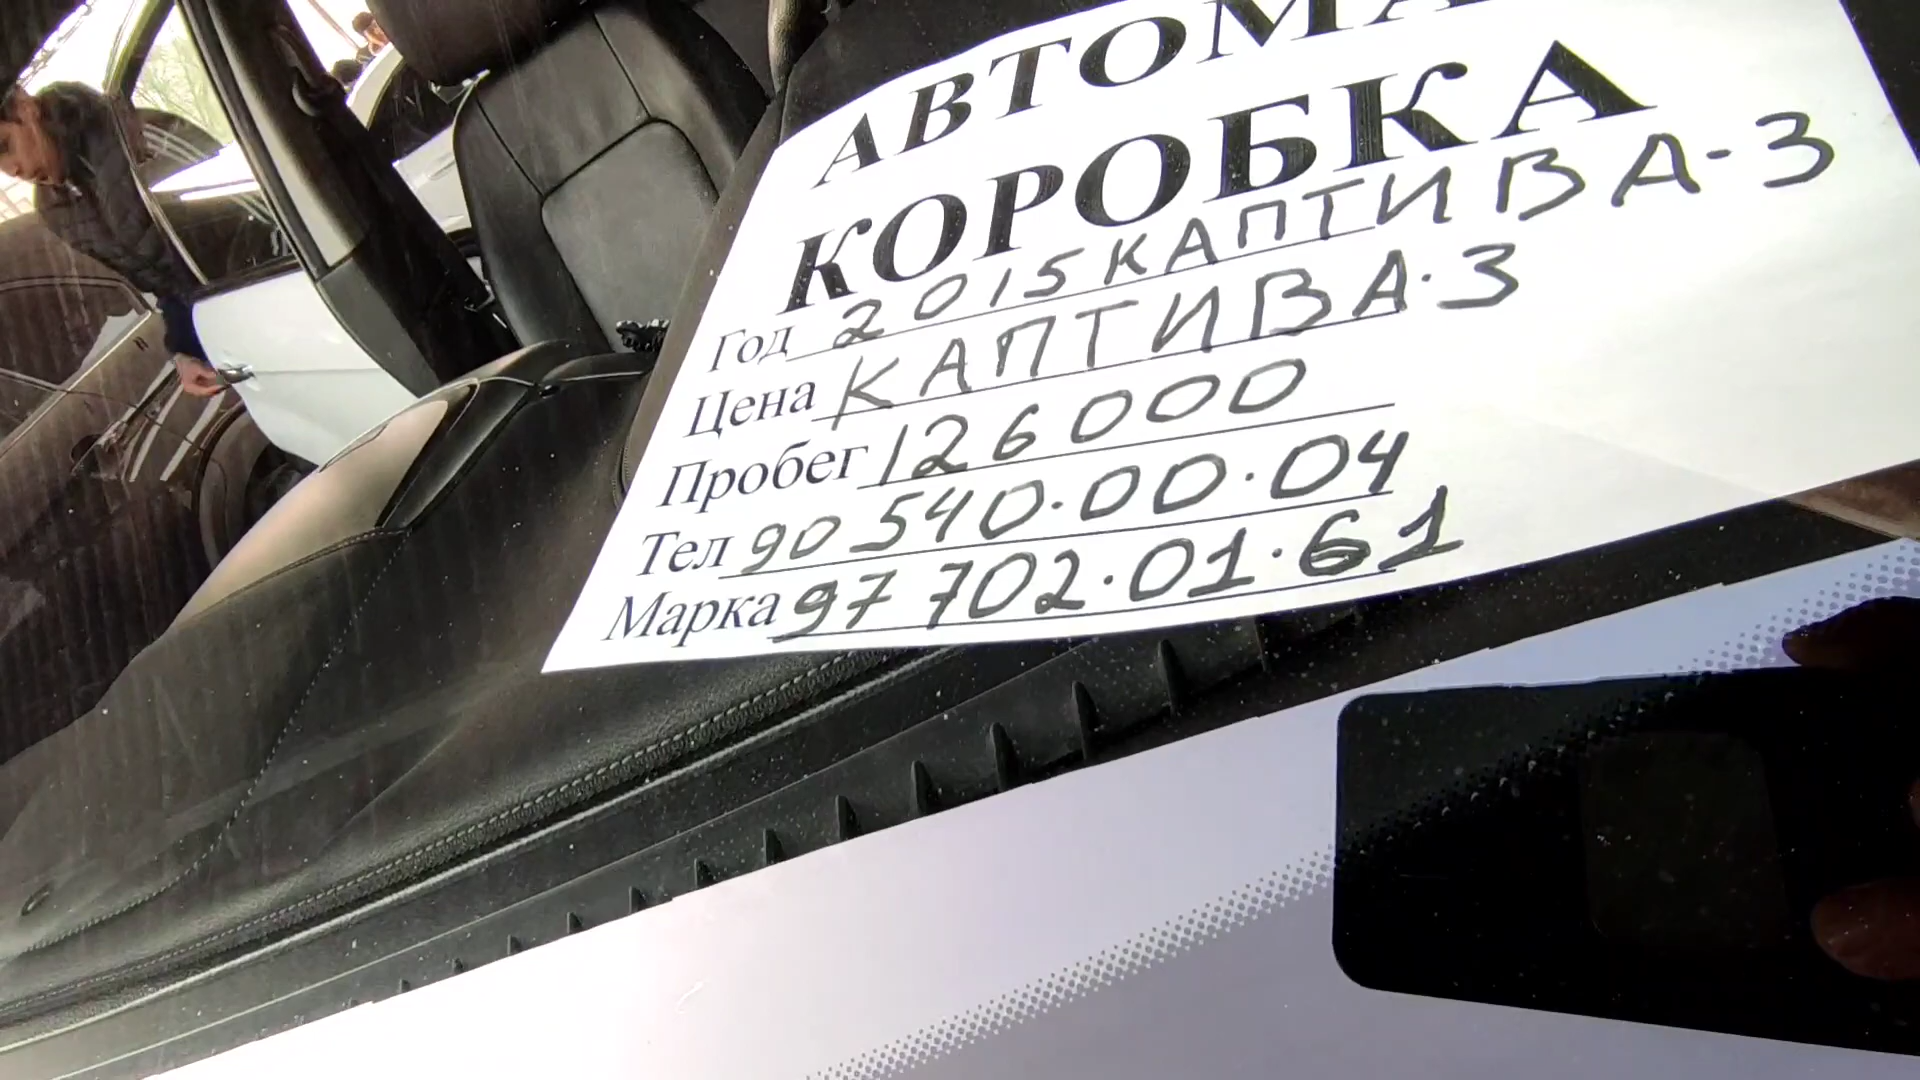 АВТОМА
КОРОБКА
Год 2015 КАПТИВА-3
Цена КАПТИВА-3
Пробег 126000
Тел 90 540-00-04
Марка 97 702-01-61